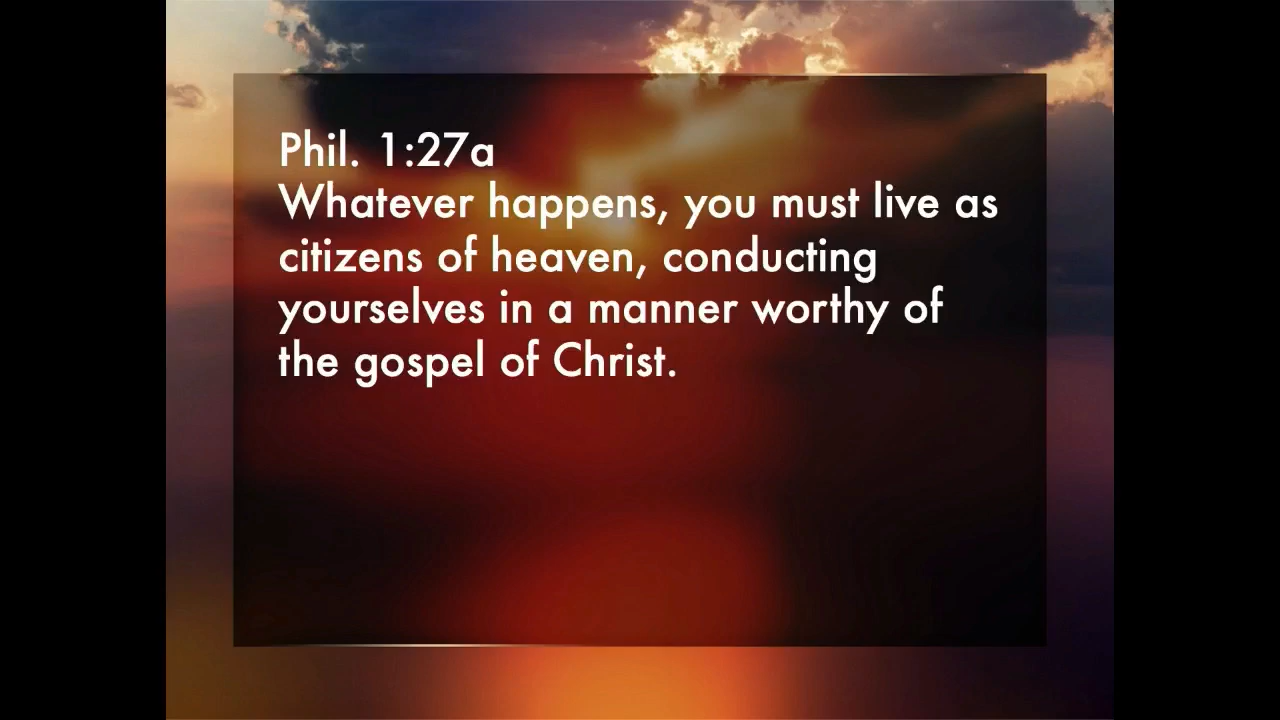 Phil. 1:27a
Whatever happens, you must live as
citizens of heaven, conducting
yourselves in a manner worthy of
the gospel of Christ.